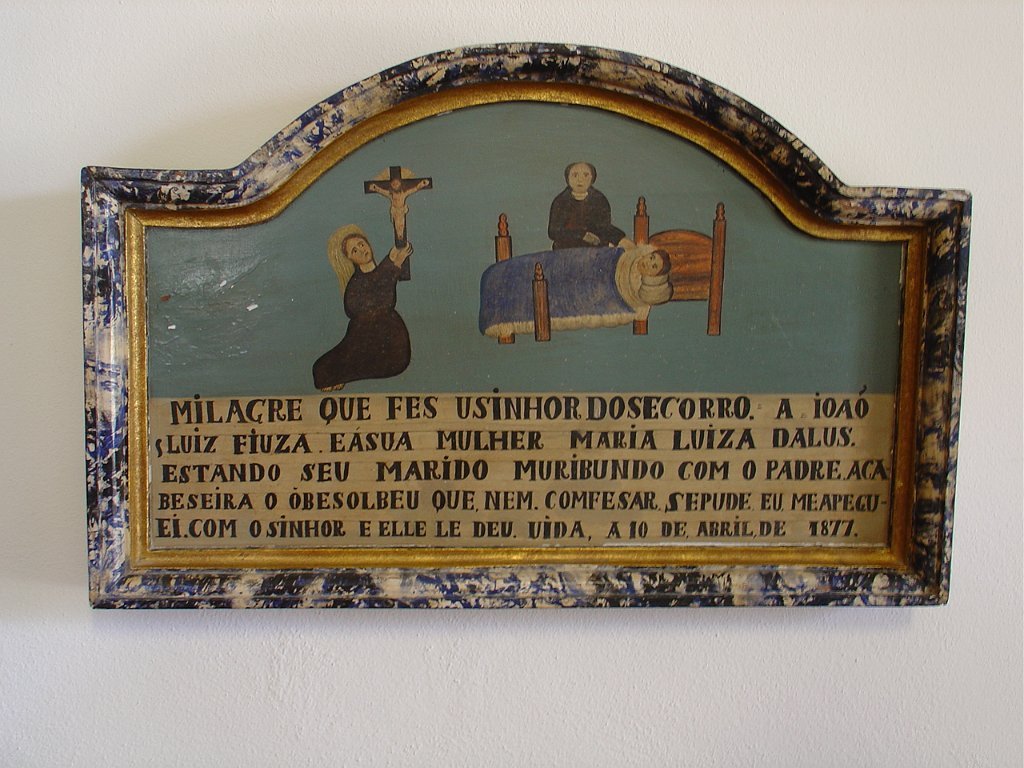 MILAGRE QUE FES USINHOR DOSECORRO. A IOAÓ
LUIZ FIUZA. EÁSUA MULHER MARIA LUIZA DALUS.
ESTANDO SEU MARIDO MURIBUNDO COM O PADRE, ACA
BESEIRA O ÓBESOLBEU QUE, NEM. COMFESAR, SEPUDE, EU, MEAPEGU-
EI. COM O SINHOR E ELLE LE DEU. UIDA, A 10 DE, ABRIL, DE 1877.